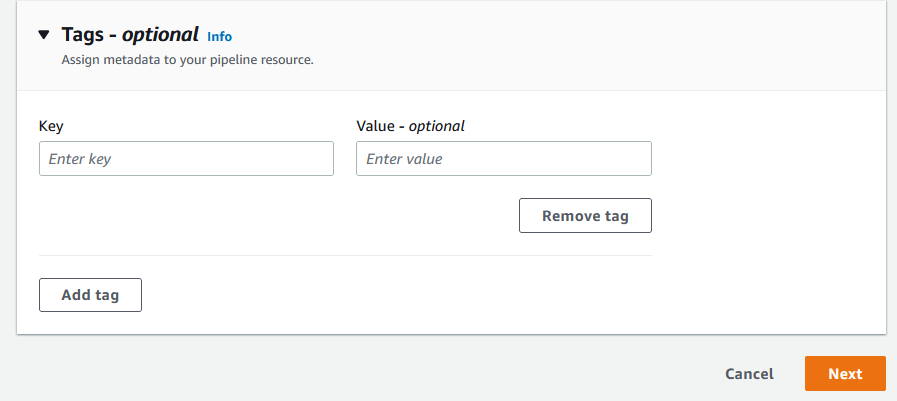 Tags - optional Info
Assign metadata to your pipeline resource.
Key Value - optional
Enter key Enter value
Remove tag
Add tag
Cancel Next